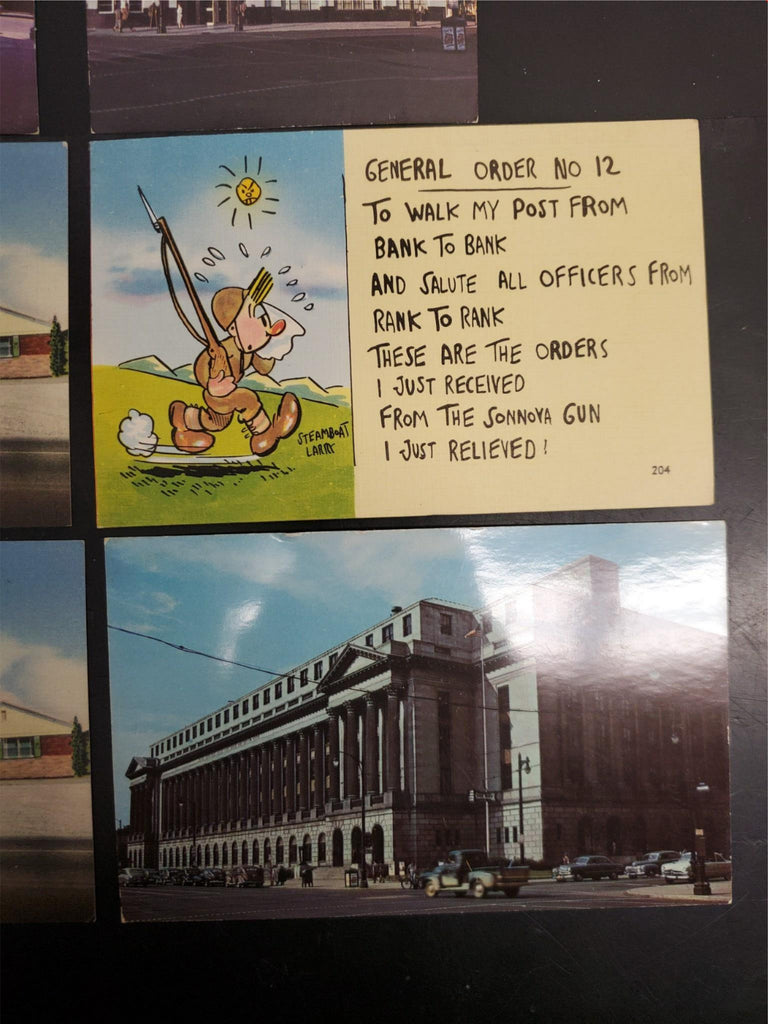 GENERAL ORDER NO 12
TO WALK MY POST FROM
BANK TO BANK
AND SALUTE ALL OFFICERS FROM
RANK TO RANK
THESE ARE THE ORDERS
I JUST RECEIVED
FROM THE SONNOVA GUN
I JUST RELIEVED!
204
STEAMBOAT
LARRY